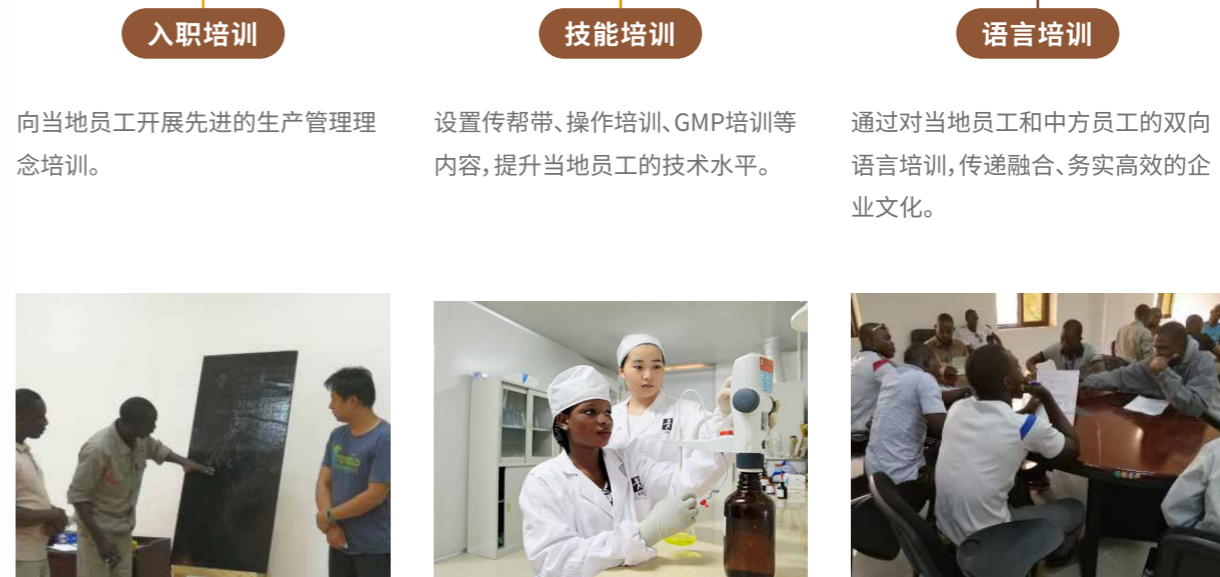 入职培训
向当地员工开展先进的生产管理理
念培训。
技能培训
设置传帮带、操作培训、GMP培训等
内容,提升当地员工的技术水平。
语言培训
通过对当地员工和中方员工的双向
语言培训,传递融合、务实高效的企
业文化。